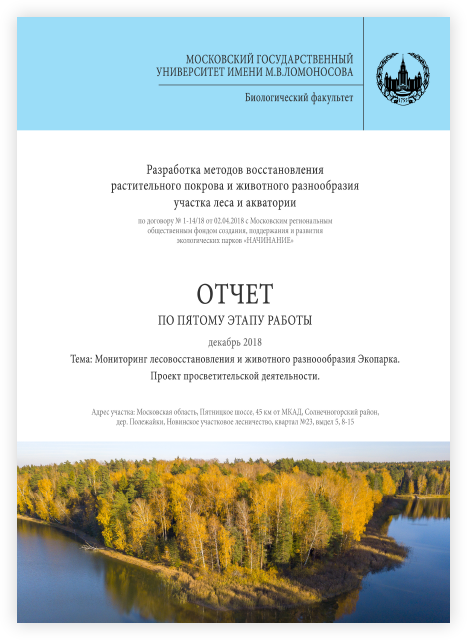 МОСКОВСКИЙ ГОСУДАРСТВЕННЫЙ
УНИВЕРСИТЕТ ИМЕНИ М.В.ЛОМОНОСОВА
Биологический факультет
1755
Разработка методов восстановления
растительного покрова и животного разнообразия
участка леса и акватории
по договору № 1-14/18 от 02.04.2018 с Московским региональным
общественным фондом создания, поддержания и развития
экологических парков «НАЧИНАНИЕ»
ОТЧЕТ
ПО ПЯТОМУ ЭТАПУ РАБОТЫ
декабрь 2018
Тема: Мониторинг лесовосстановления и животного разноообразия Экопарка.
Проект просветительской деятельности.
Адрес участка: Московская область, Пятницкое шоссе, 45 км от МКАД, Солнечногорский район,
дер. Полежайки, Новинское участковое лесничество, квартал №23, выдел 5, 8-15